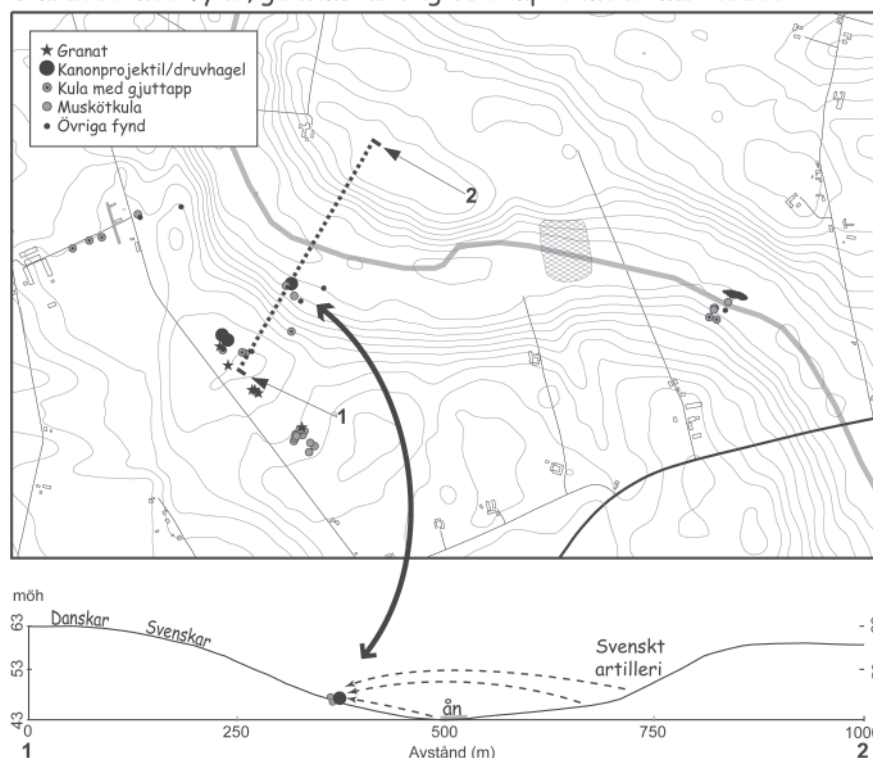 ★ Granat
Kanonprojektil/druvhagel
Kula med gjuttapp
Muskötkula
Övriga fynd
2
1
möh
63
53
43
Danskar
Svenskar
Svenskt
artilleri
ån
0
250
500
750
1000
1
Avstånd (m)
2